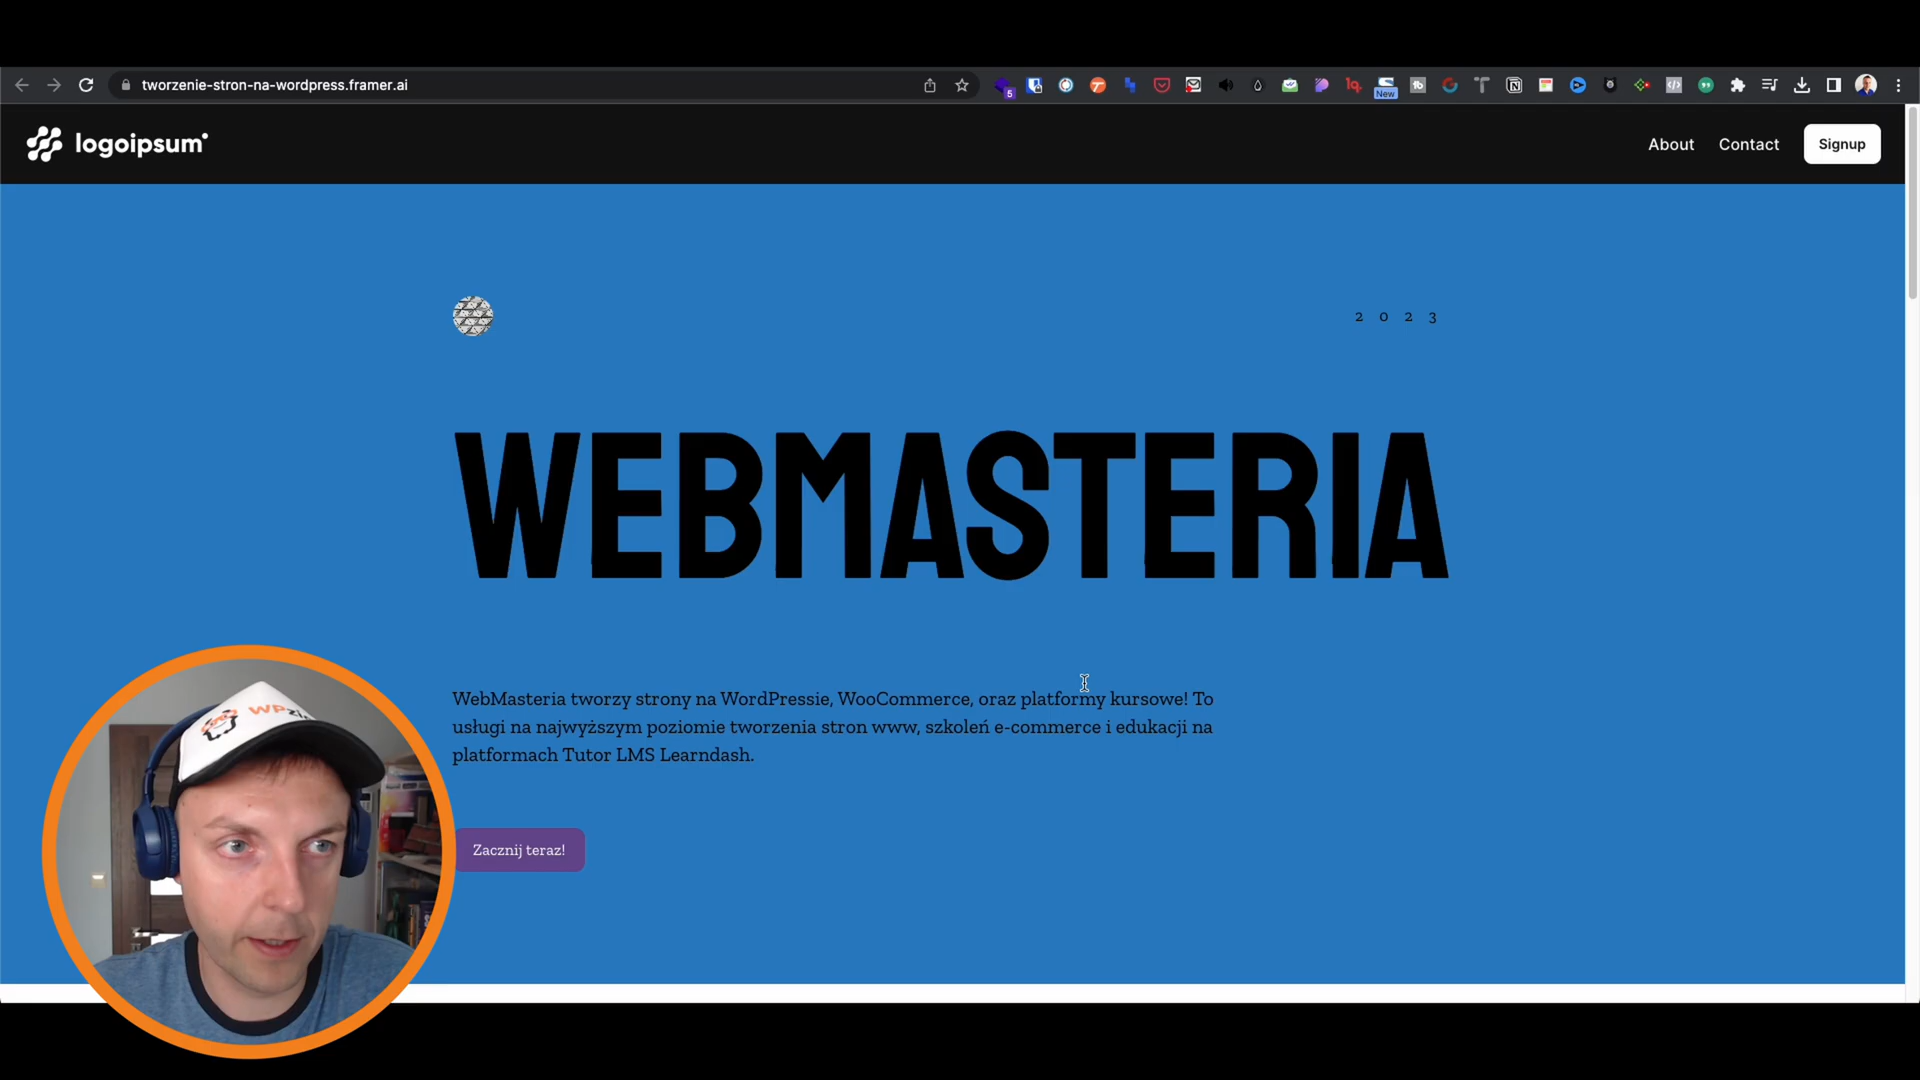 tworzenie-stron-na-wordpress.framer.ai
5
New
logoipsum
About
Contact
Signup
2 0 2 3
WEBMASTERIA
WebMasteria tworzy strony na WordPressie, WooCommerce, oraz platformy kursowe! To
usługi na najwyższym poziomie tworzenia stron www, szkoleń e-commerce i edukacji na
platformach Tutor LMS Learndash.
Zacznij teraz!